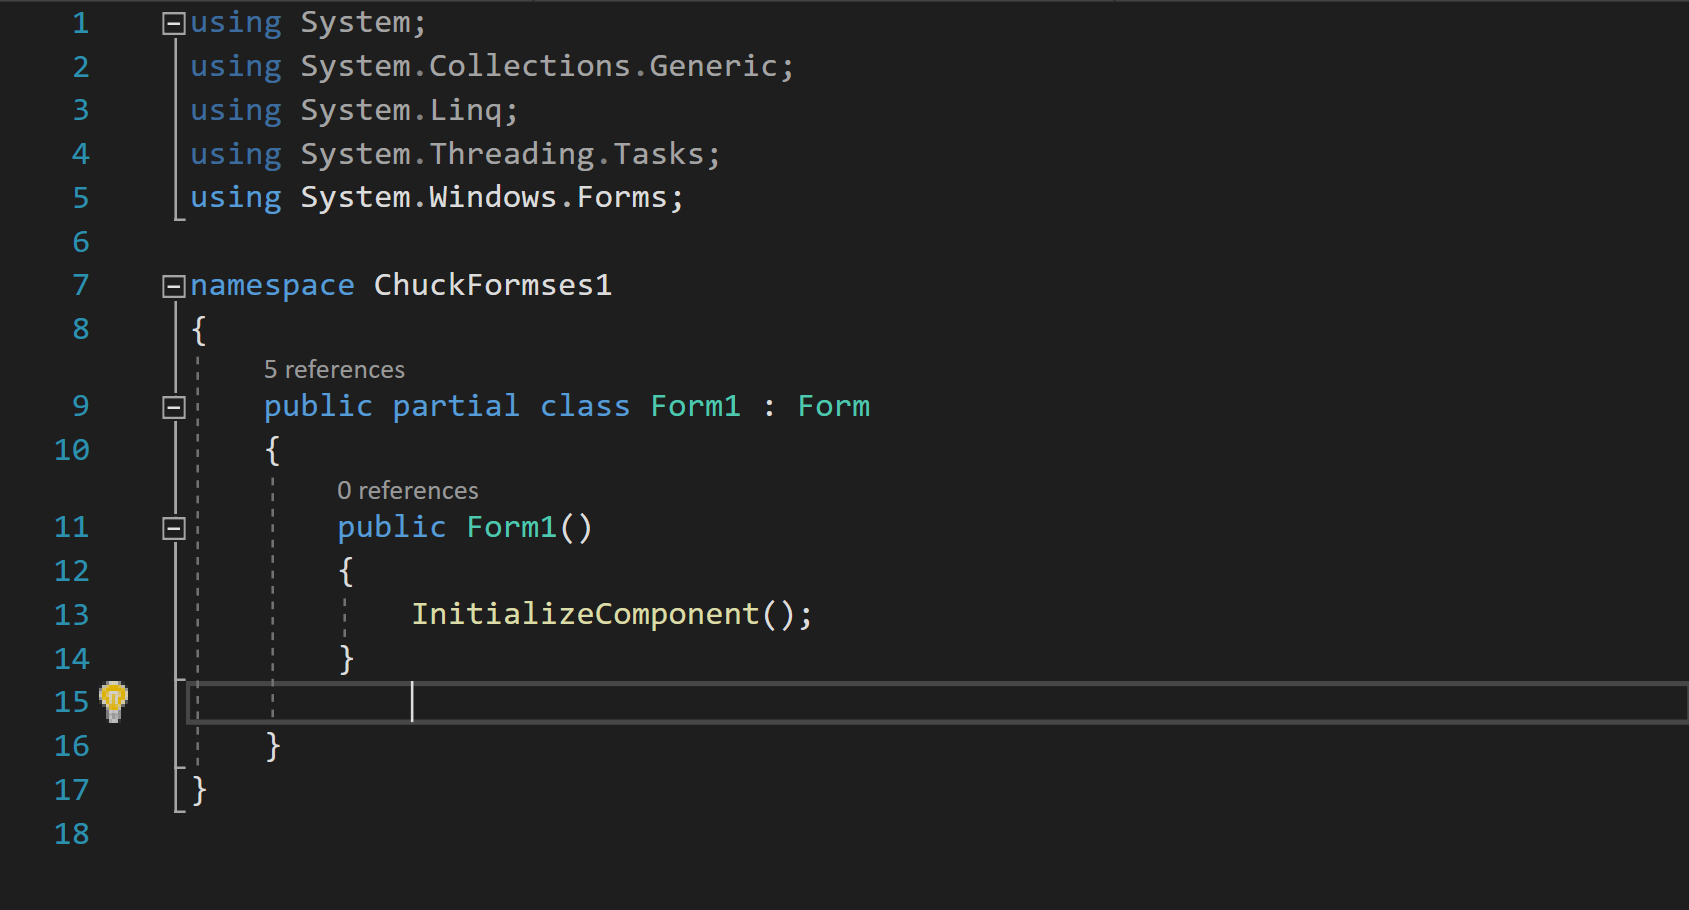 1 using System;
2 using System.Collections.Generic;
3 using System.Linq;
4 using System.Threading.Tasks;
5 using System.Windows.Forms;
6
7 namespace ChuckFormses1
8 {
5 references
9 public partial class Form1 : Form
10 {
0 references
11 public Form1()
12 {
13 InitializeComponent();
14 }
15
16 }
17 }
18